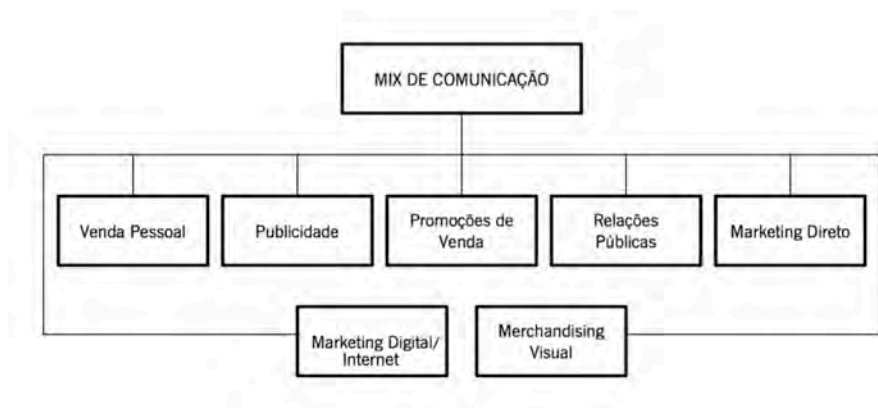 MIX DE COMUNICAÇÃO
Venda Pessoal
Publicidade
Promoções de
Venda
Relações
Públicas
Marketing Direto
Marketing Digital/
Internet
Merchandising
Visual